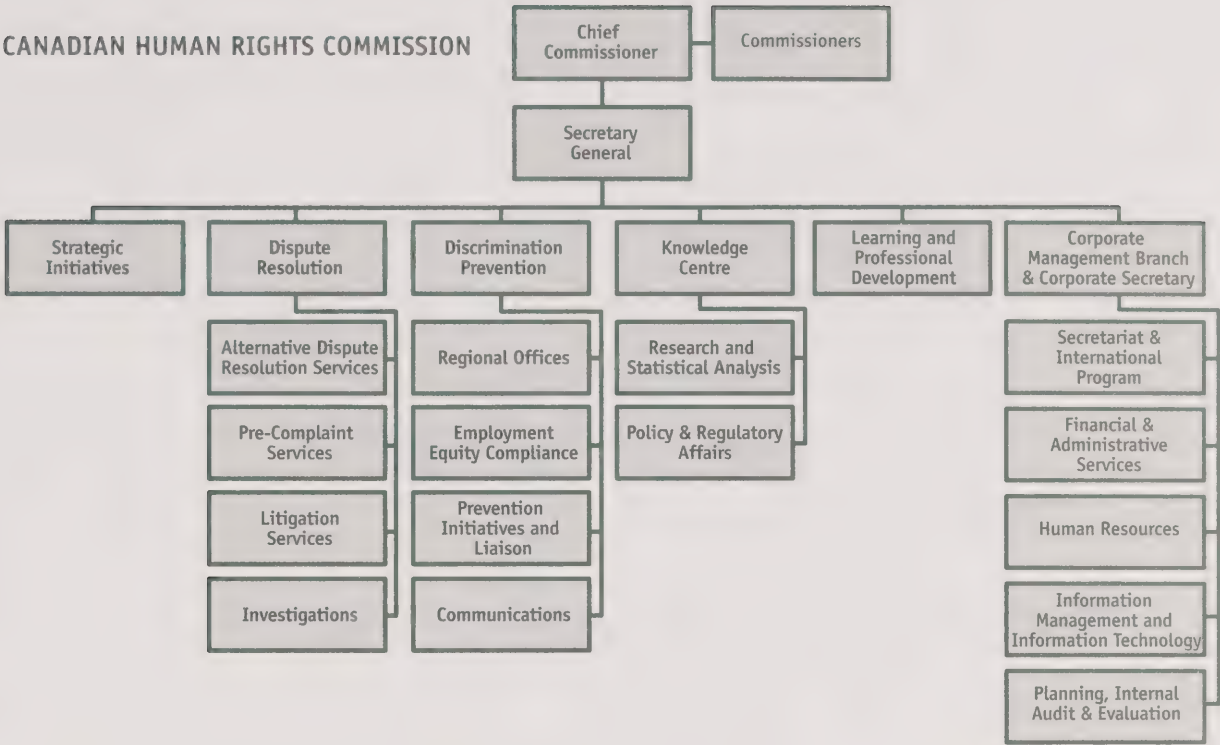 CANADIAN HUMAN RIGHTS COMMISSION
Chief
Commissioner
Commissioners
Secretary
General
Strategic
Initiatives
Dispute
Resolution
Discrimination
Prevention
Knowledge
Centre
Learning and
Professional
Development
Corporate
Management Branch
& Corporate Secretary
Alternative Dispute
Resolution Services
Pre-Complaint
Services
Litigation
Services
Investigations
Regional Offices
Employment
Equity Compliance
Prevention
Initiatives and
Liaison
Communications
Research and
Statistical Analysis
Policy & Regulatory
Affairs
Secretariat &
International
Program
Financial &
Administrative
Services
Human Resources
Information
Management and
Information Technology
Planning, Internal
Audit & Evaluation